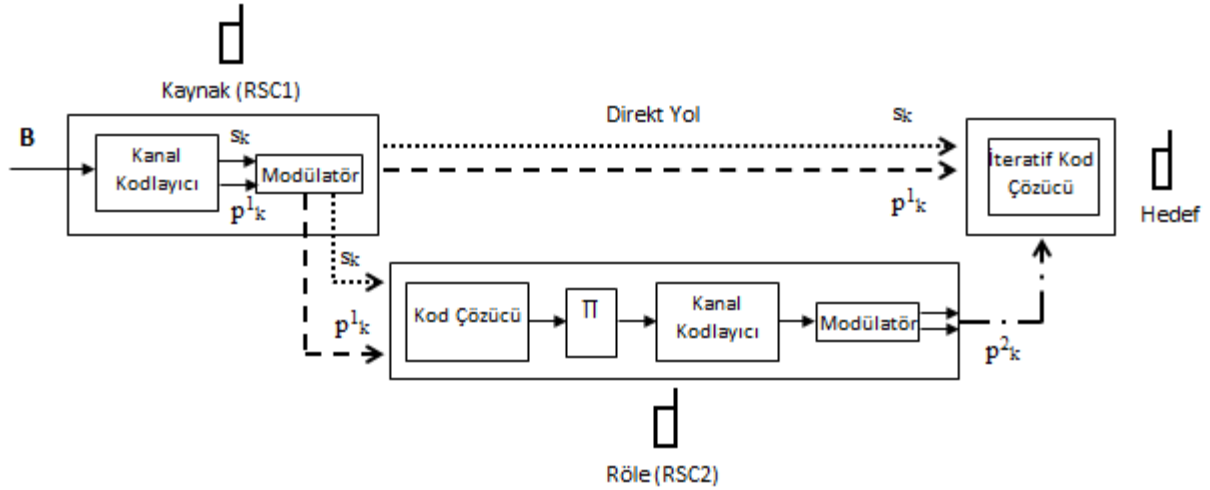 Kaynak (RSC1)
B
Kanal
Kodlayıcı
sk
p1k
Modülatör
Direkt Yol
sk
p1k
İteratif Kod
Çözücü
Hedef
sk
p1k
Kod Çözücü
Π
Kanal
Kodlayıcı
Modülatör
p2k
Röle (RSC2)